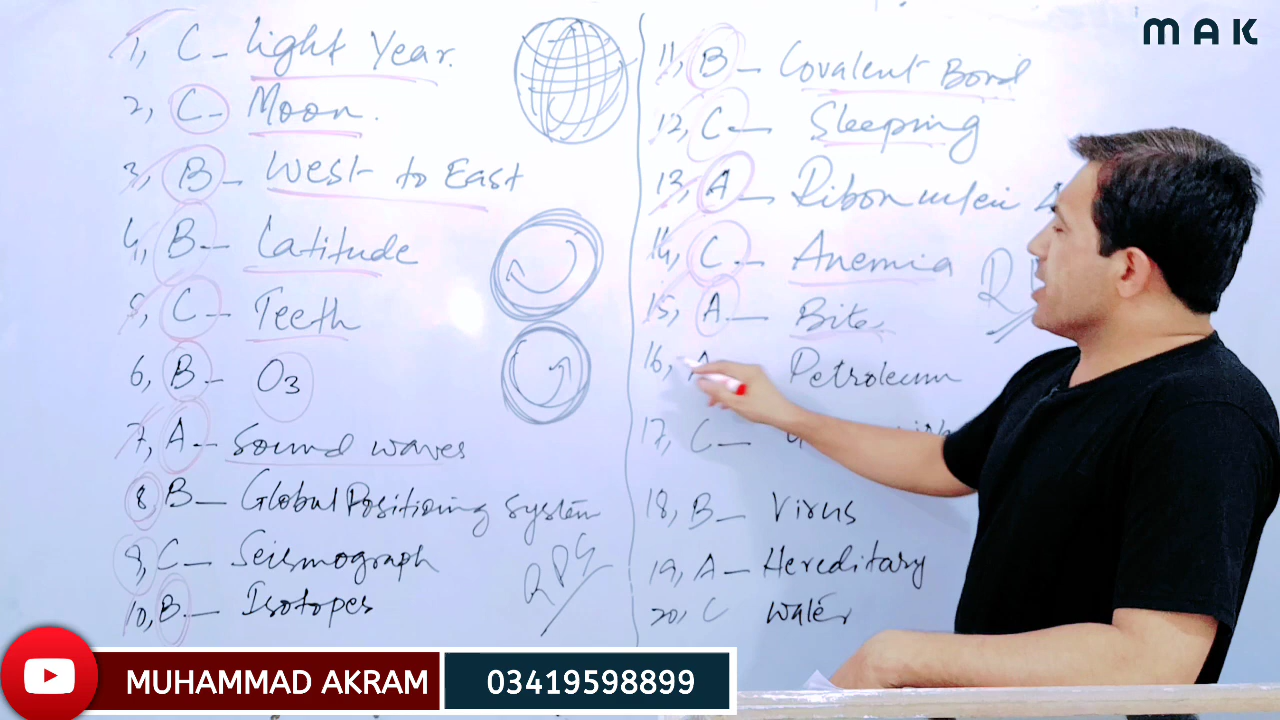 1, C - Light Year.
2, C - Moon.
3, B - West to East
4, B - Latitude
5, C - Teeth
6, B - O3
7, A - Sound waves
8, B - Global Positioning System
9, C - Seismograph
10, B. - Isotopes
11, B - Covalent Bond
12, C - Sleeping
13, A - Ribonucleic
14, C - Anemia
15, A - Bite
16, A Petroleum
17, C -
18, B - Virus
19, A - Hereditary
20, C Water
MAK
MUHAMMAD AKRAM
03419598899